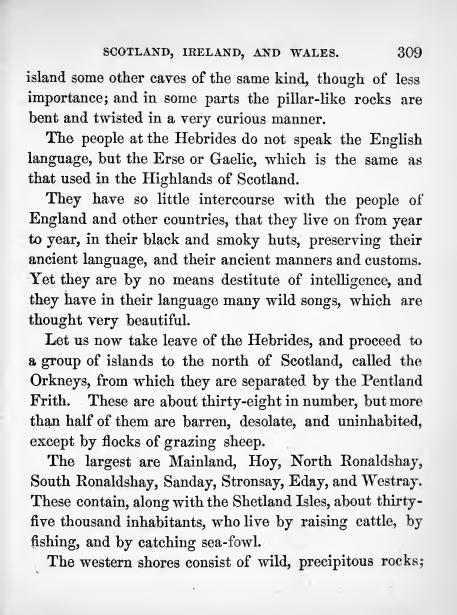 SCOTLAND, IRELAND, AND WALES. 309
island some other caves of the same kind, though of less
importance; and in some parts the pillar-like rocks are
bent and twisted in a very curious manner.
The people at the Hebrides do not speak the English
language, but the Erse or Gaelic, which is the same as
that used in the Highlands of Scotland.
They have so little intercourse with the people of
England and other countries, that they live on from year
to year, in their black and smoky huts, preserving their
ancient language, and their ancient manners and customs.
Yet they are by no means destitute of intelligence, and
they have in their language many wild songs, which are
thought very beautiful.
Let us now take leave of the Hebrides, and proceed to
a group of islands to the north of Scotland, called the
Orkneys, from which they are separated by the Pentland
Frith. These are about thirty-eight in number, but more
than half of them are barren, desolate, and uninhabited,
except by flocks of grazing sheep.
The largest are Mainland, Hoy, North Ronaldshay,
South Ronaldshay, Sanday, Stronsay, Eday, and Westray.
These contain, along with the Shetland Isles, about thirty-
five thousand inhabitants, who live by raising cattle, by
fishing, and by catching sea-fowl.
The western shores consist of wild, precipitous rocks;